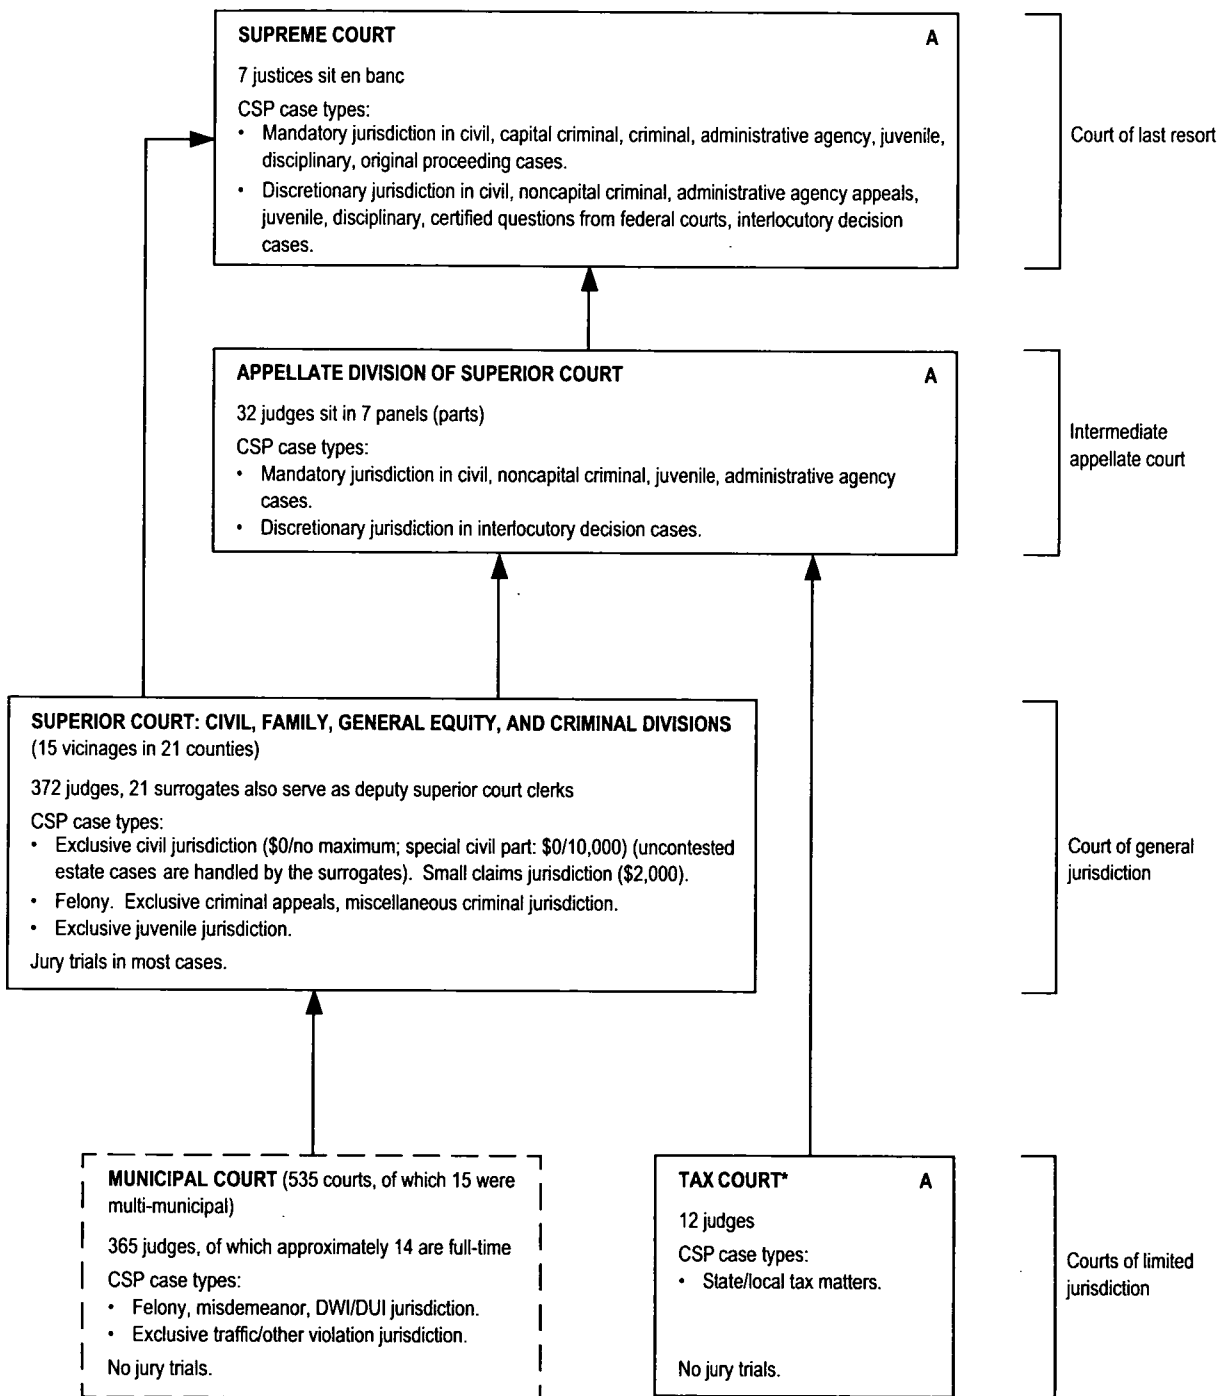 SUPREME COURT A
7 justices sit en banc
CSP case types:
• Mandatory jurisdiction in civil, capital criminal, criminal, administrative agency, juvenile,
disciplinary, original proceeding cases.
• Discretionary jurisdiction in civil, noncapital criminal, administrative agency appeals,
juvenile, disciplinary, certified questions from federal courts, interlocutory decision
cases.
Court of last resort
APPELLATE DIVISION OF SUPERIOR COURT A
32 judges sit in 7 panels (parts)
CSP case types:
• Mandatory jurisdiction in civil, noncapital criminal, juvenile, administrative agency
cases.
• Discretionary jurisdiction in interlocutory decision cases.
Intermediate
appellate court
SUPERIOR COURT: CIVIL, FAMILY, GENERAL EQUITY, AND CRIMINAL DIVISIONS
(15 vicinages in 21 counties)
372 judges, 21 surrogates also serve as deputy superior court clerks
CSP case types:
• Exclusive civil jurisdiction ($0/no maximum; special civil part: $0/10,000) (uncontested
estate cases are handled by the surrogates). Small claims jurisdiction ($2,000).
• Felony. Exclusive criminal appeals, miscellaneous criminal jurisdiction.
• Exclusive juvenile jurisdiction.
Jury trials in most cases.
Court of general
jurisdiction
MUNICIPAL COURT (535 courts, of which 15 were
multi-municipal)
365 judges, of which approximately 14 are full-time
CSP case types:
• Felony, misdemeanor, DWI/DUI jurisdiction.
• Exclusive traffic/other violation jurisdiction.
No jury trials.
TAX COURT* A
12 judges
CSP case types:
• State/local tax matters.
No jury trials.
Courts of limited
jurisdiction